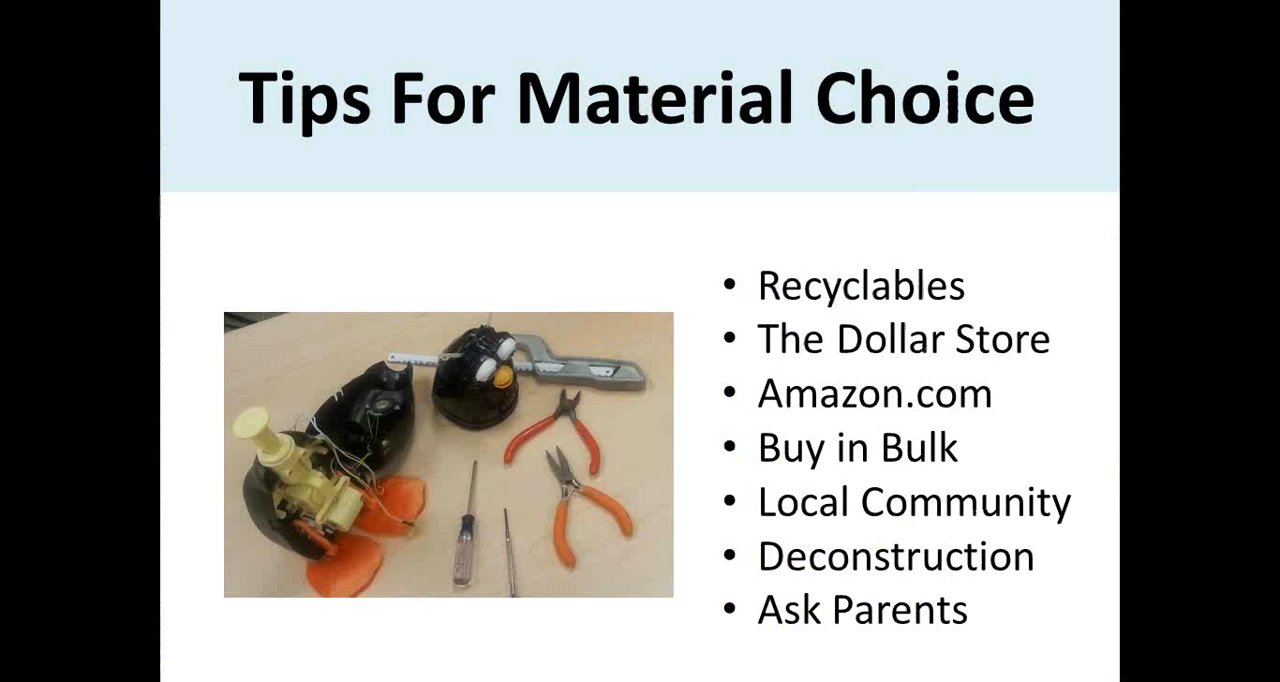 Tips For Material Choice
• Recyclables
• The Dollar Store
• Amazon.com
• Buy in Bulk
• Local Community
• Deconstruction
• Ask Parents